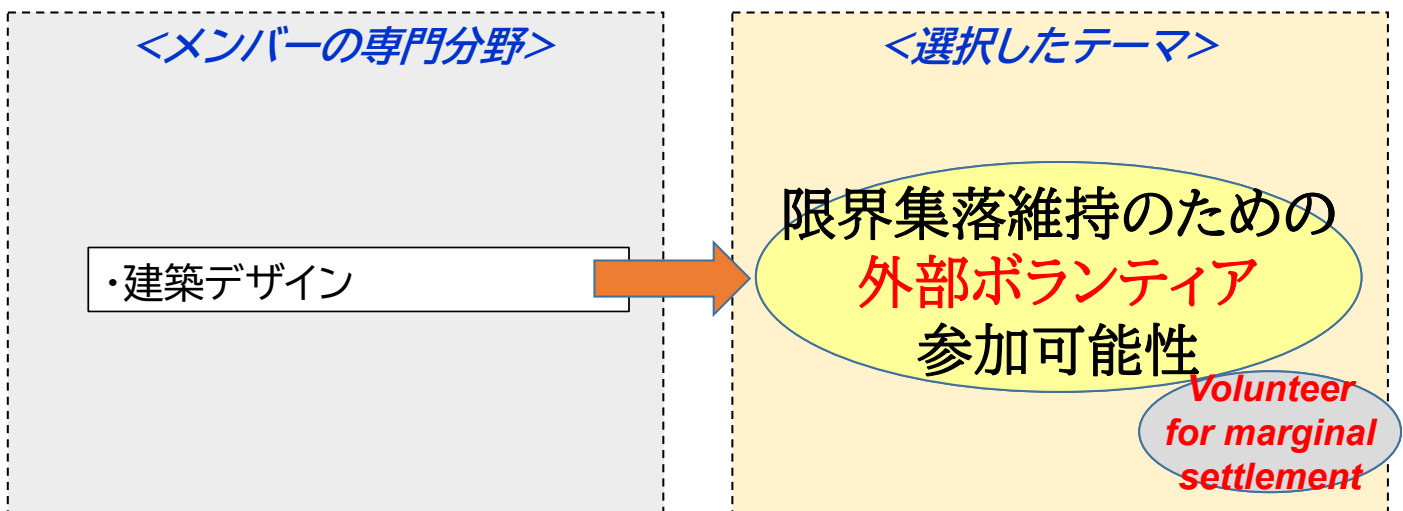 <メンバーの専門分野>
・建築デザイン
<選択したテーマ>
限界集落維持のための
外部ボランティア
参加可能性
Volunteer
for marginal
settlement